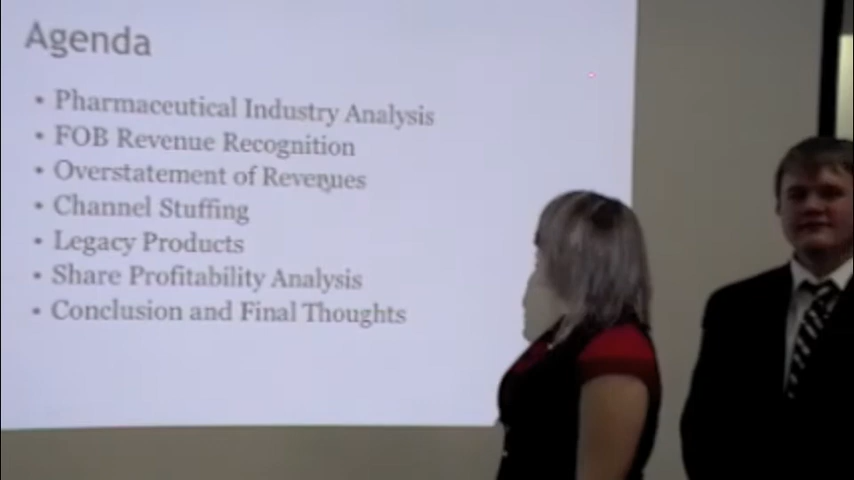 Agenda
• Pharmaceutical Industry Analysis
• FOB Revenue Recognition
• Overstatement of Revenues
• Channel Stuffing
• Legacy Products
• Share Profitability Analysis
• Conclusion and Final Thoughts